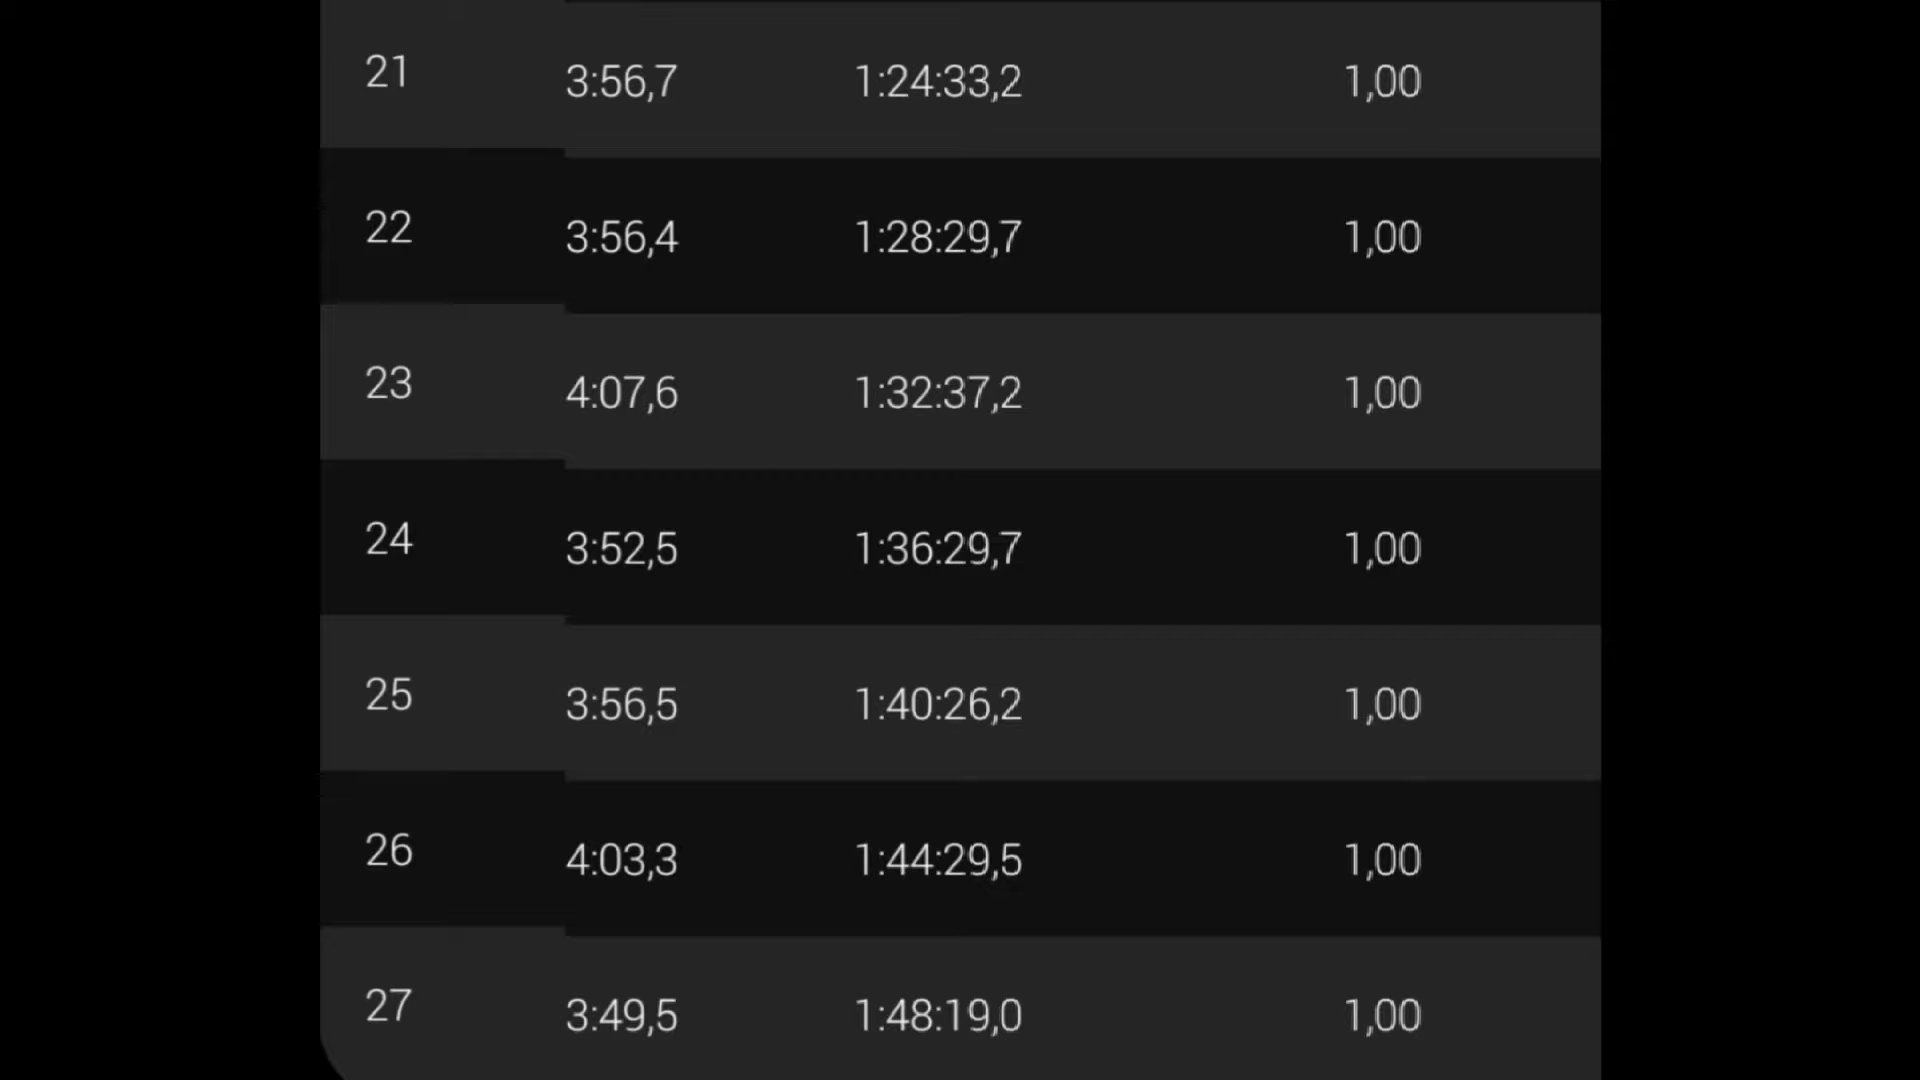 21 3:56,7 1:24:33,2 1,00
22 3:56,4 1:28:29,7 1,00
23 4:07,6 1:32:37,2 1,00
24 3:52,5 1:36:29,7 1,00
25 3:56,5 1:40:26,2 1,00
26 4:03,3 1:44:29,5 1,00
27 3:49,5 1:48:19,0 1,00